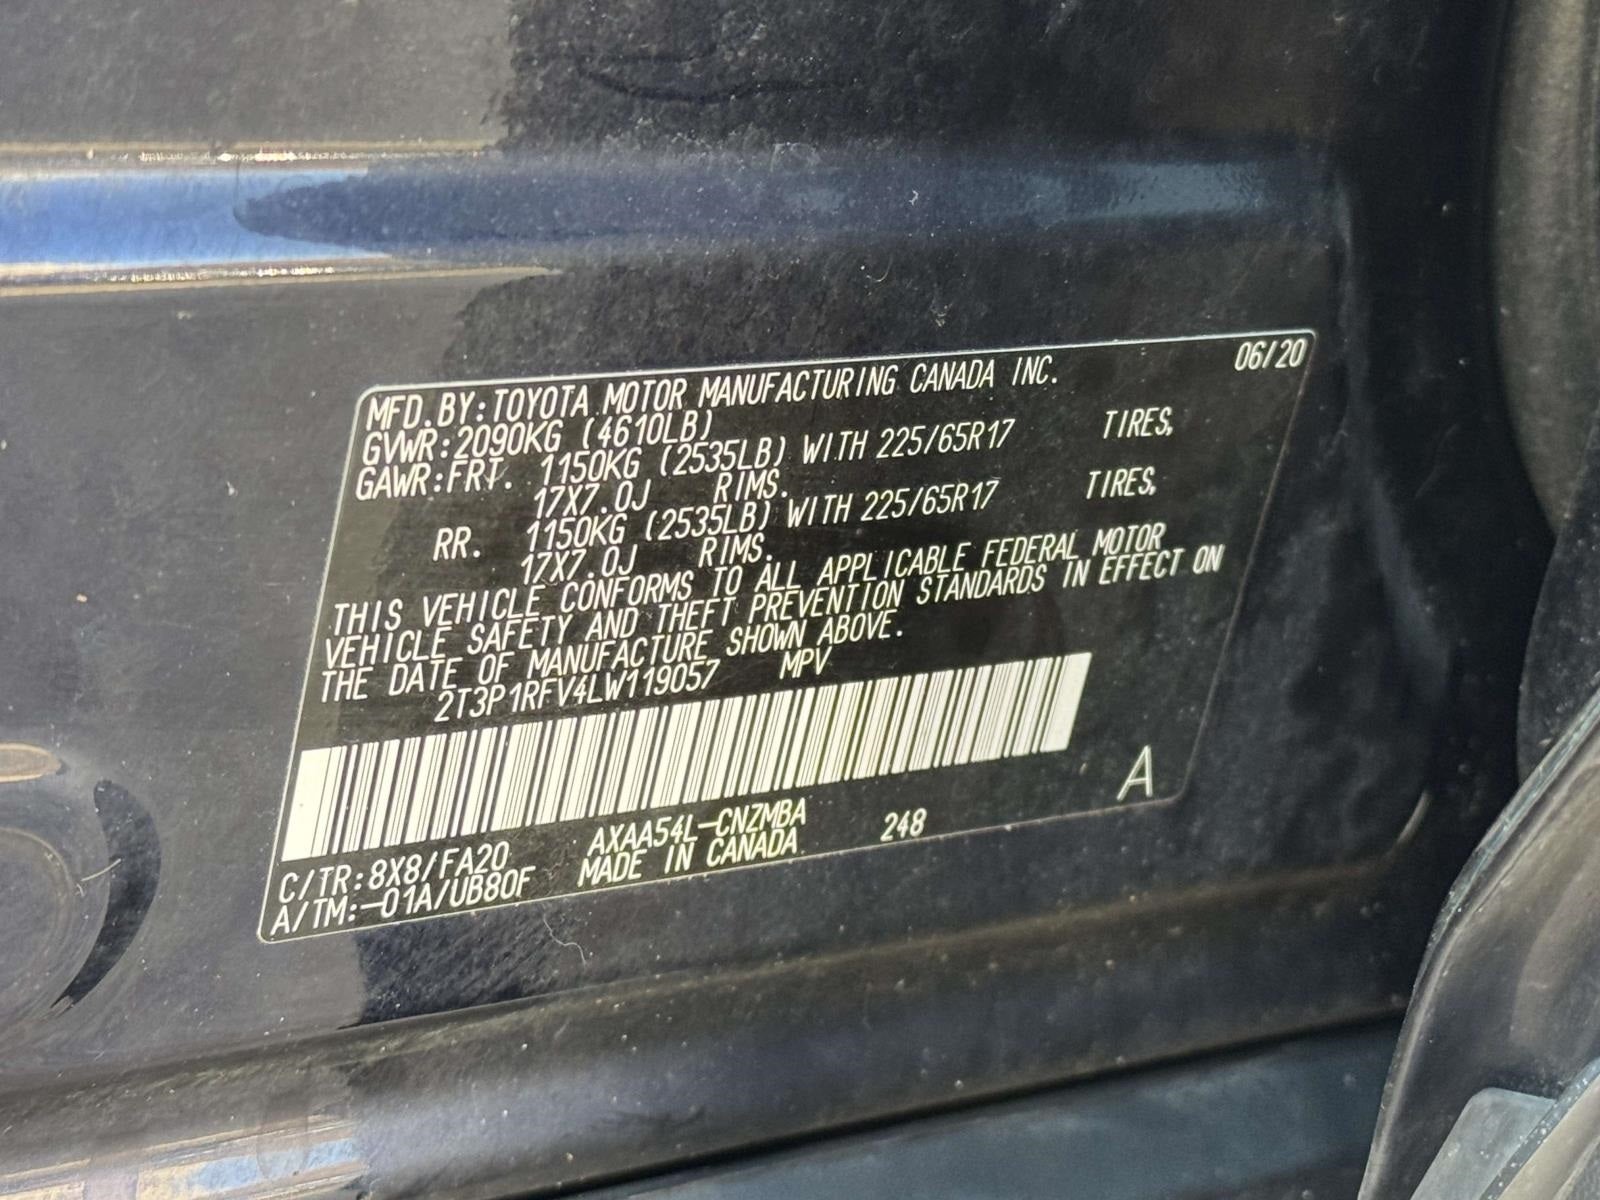 06/20
MFD.BY:TOYOTA MOTOR MANUFACTURING CANADA INC.
GVWR:2090KG (4610LB)
GAWR:FRT. 1150KG (2535LB) WITH 225/65R17 TIRES,
17X7.0J RIMS.
RR. 1150KG (2535LB) WITH 225/65R17 TIRES,
17X7.0J RIMS.
THIS VEHICLE CONFORMS TO ALL APPLICABLE FEDERAL MOTOR
VEHICLE SAFETY AND THEFT PREVENTION STANDARDS IN EFFECT ON
THE DATE OF MANUFACTURE SHOWN ABOVE.
2T3P1RFV4LW119057 MPV
A
C/TR:8X8/FA20 AXAA54L-CNZMBA 248
A/TM:-01A/UB80F MADE IN CANADA